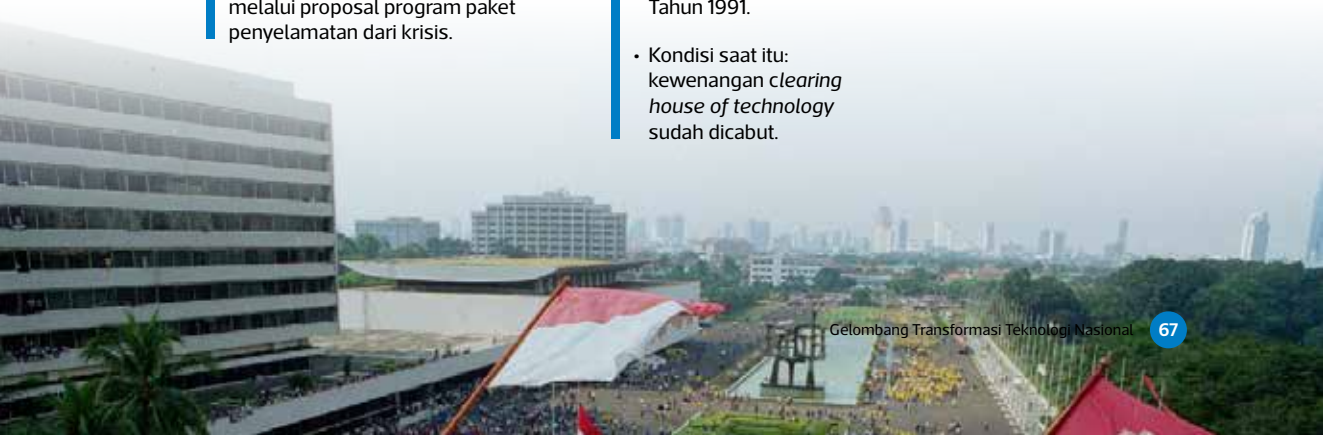 melalui proposal program paket
penyelamatan dari krisis.
Tahun 1991.
• Kondisi saat itu:
kewenangan clearing
house of technology
sudah dicabut.
Gelombang Transformasi Teknologi Nasional 67